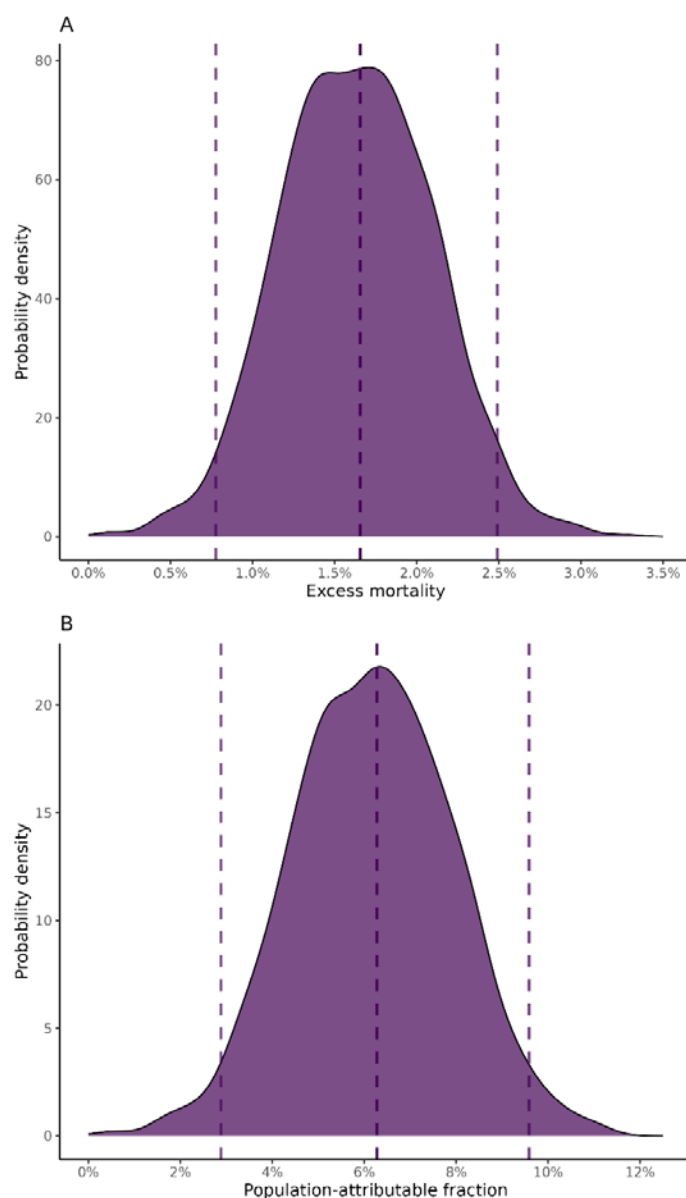 A
80
60
40
20
0
Probability density
0.0% 0.5% 1.0% 1.5% 2.0% 2.5% 3.0% 3.5%
Excess mortality
B
20
15
10
5
0
Probability density
0% 2% 4% 6% 8% 10% 12%
Population-attributable fraction